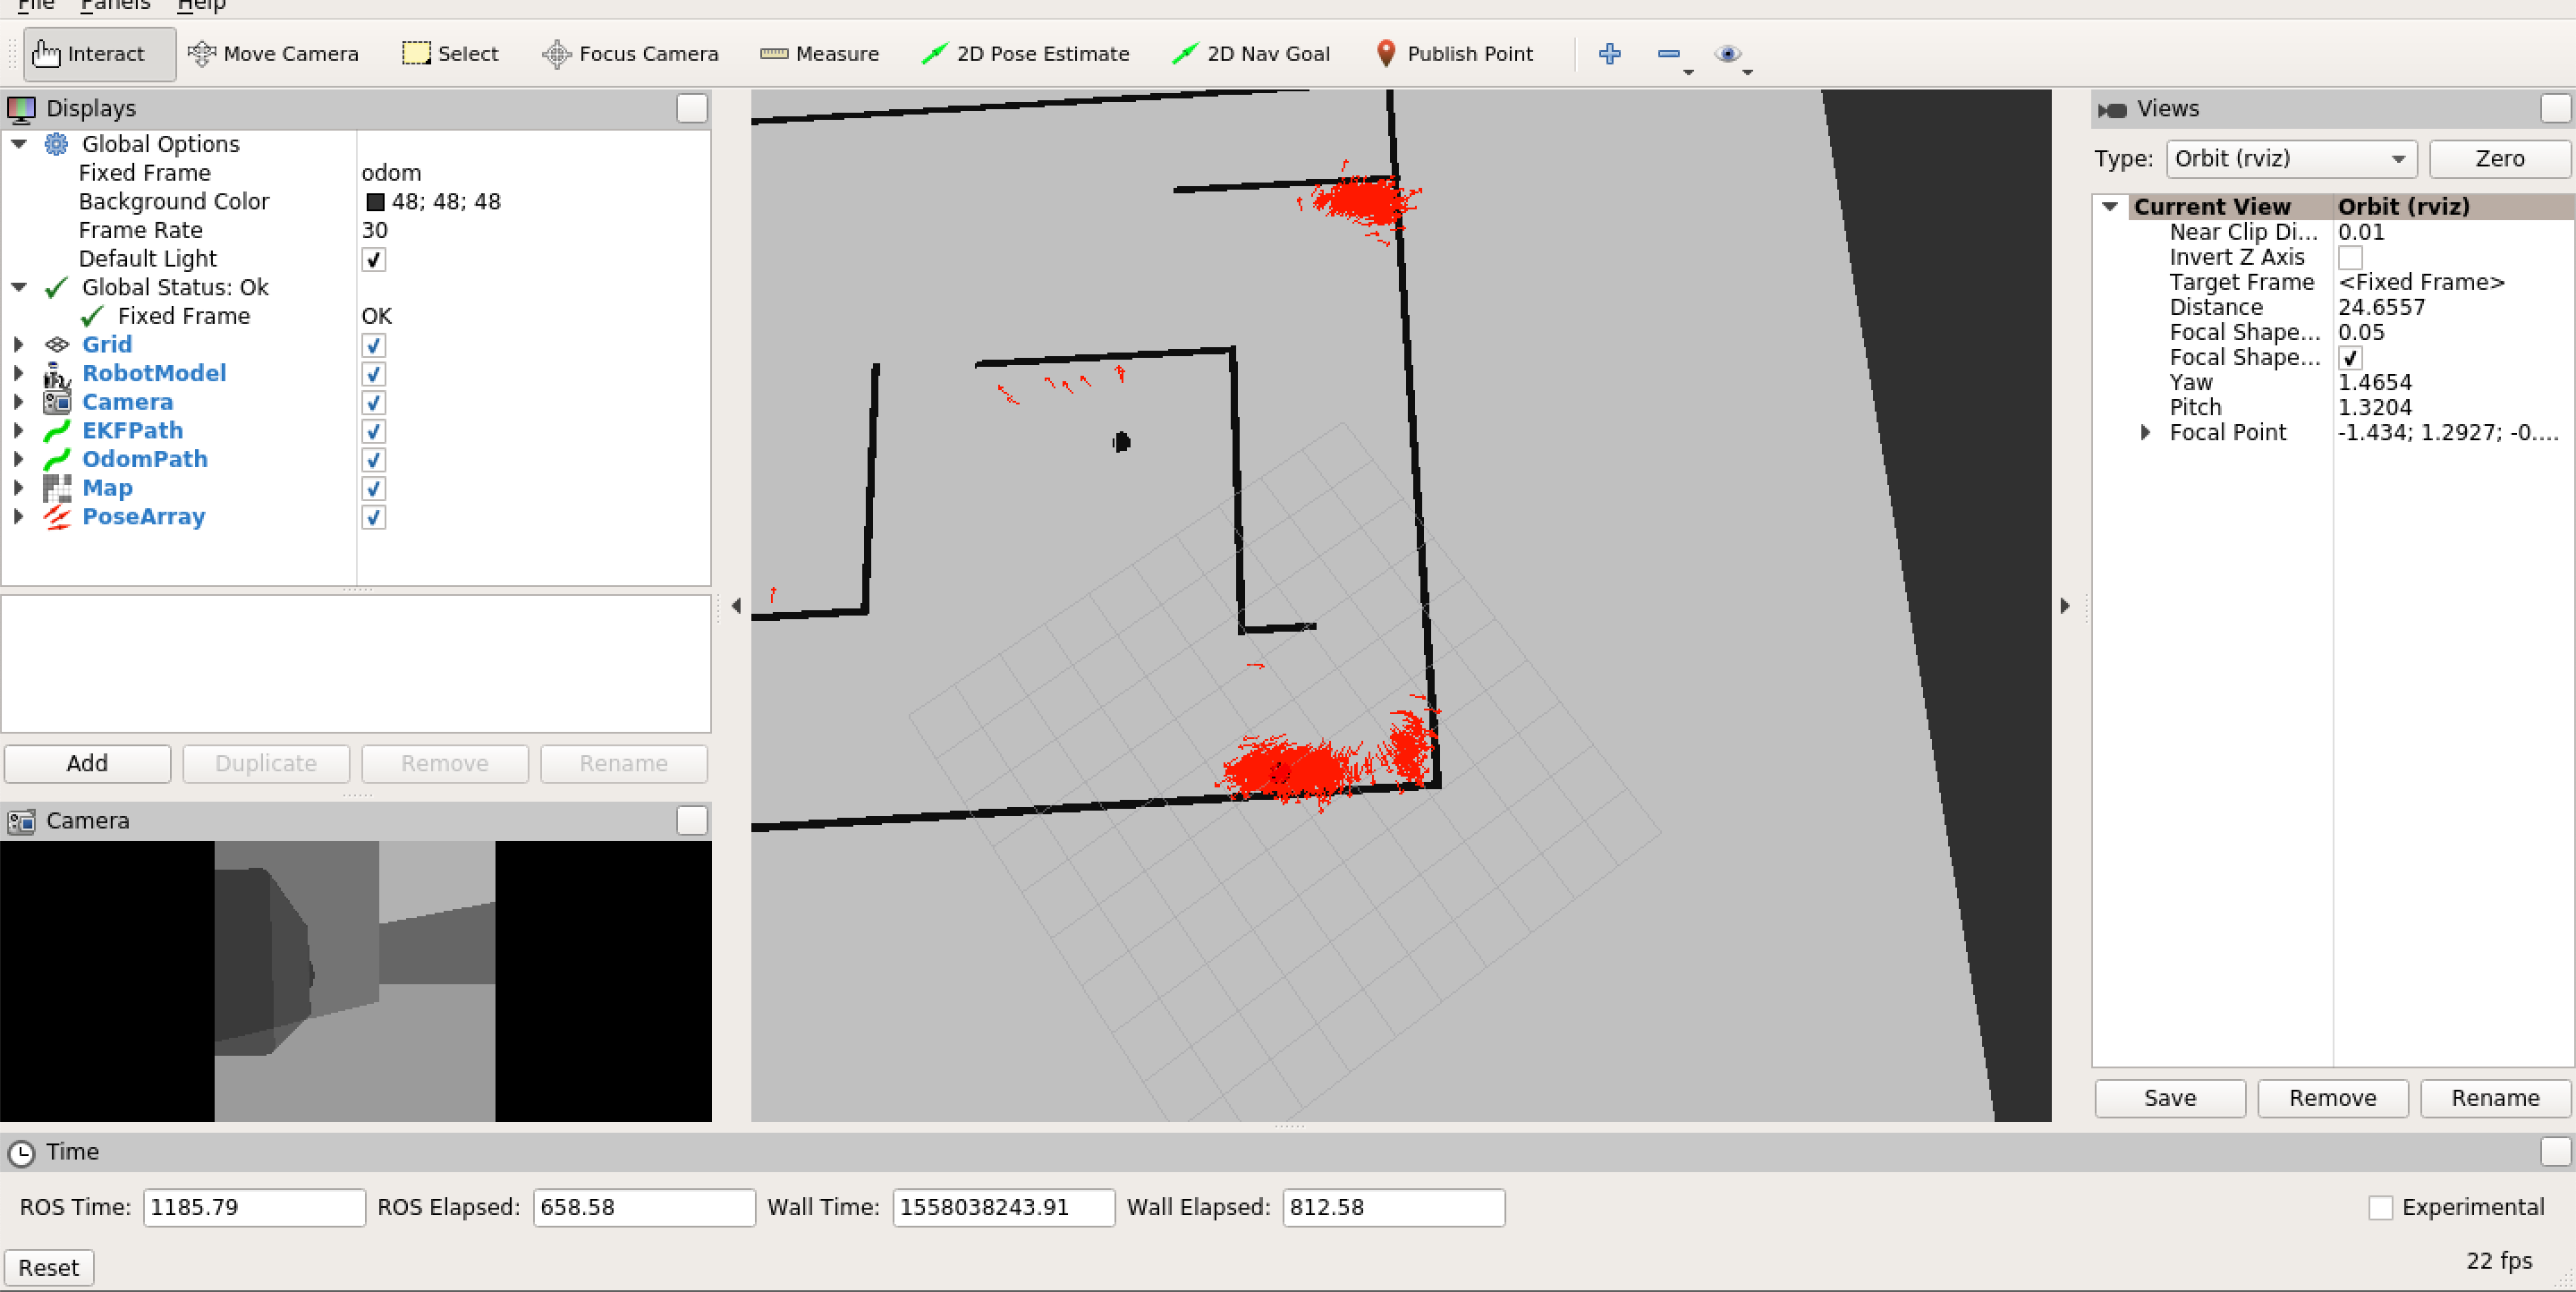 File Panels Help
Interact Move Camera Select Focus Camera Measure 2D Pose Estimate 2D Nav Goal Publish Point
Displays
Global Options
Fixed Frame odom
Background Color 48; 48; 48
Frame Rate 30
Default Light
Global Status: Ok
Fixed Frame OK
Grid
RobotModel
Camera
EKFPath
OdomPath
Map
PoseArray
Add Duplicate Remove Rename
Camera
Views
Type: Orbit (rviz) Zero
Current View Orbit (rviz)
Near Clip Di... 0.01
Invert Z Axis
Target Frame <Fixed Frame>
Distance 24.6557
Focal Shape... 0.05
Focal Shape...
Yaw 1.4654
Pitch 1.3204
Focal Point -1.434; 1.2927; -0....
Save Remove Rename
Time
ROS Time: 1185.79 ROS Elapsed: 658.58 Wall Time: 1558038243.91 Wall Elapsed: 812.58 Experimental
Reset 22 fps